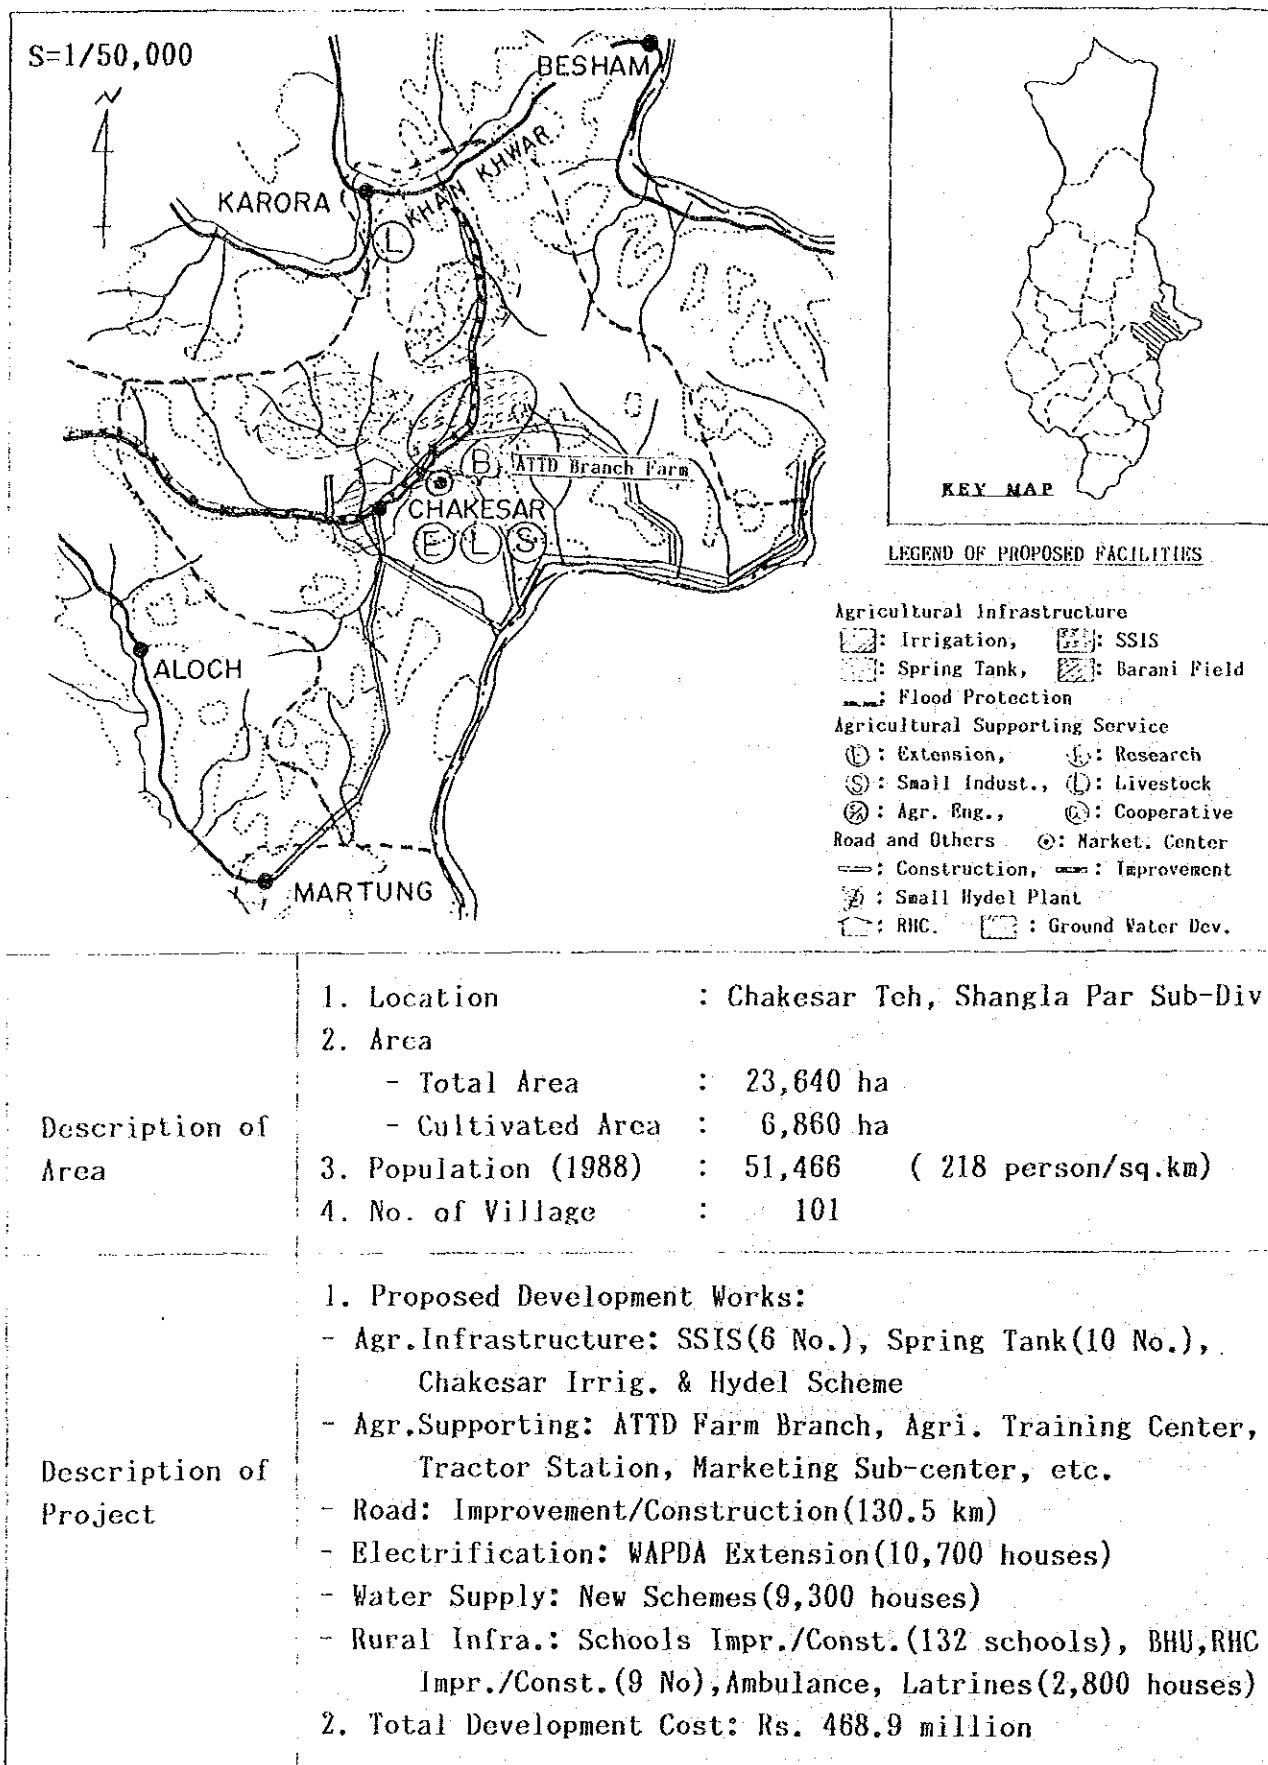 S=1/50,000
N
BESHAM
KHAN KHWAR
KARORA
L
B ATTD Branch Farm
CHAKESAR
E L S
ALOCH
MARTUNG
KEY MAP
LEGEND OF PROPOSED FACILITIES
Agricultural Infrastructure
: Irrigation, : SSIS
: Spring Tank, : Barani Field
: Flood Protection
Agricultural Supporting Service
(E): Extension, : Research
(S): Small Indust., (L): Livestock
: Agr. Eng., : Cooperative
Road and Others : Market. Center
: Construction, : Improvement
: Small Hydel Plant
: RHC. : Ground Water Dev.
Description of
Area
1. Location : Chakesar Teh, Shangla Par Sub-Div
2. Area
- Total Area : 23,640 ha
- Cultivated Area : 6,860 ha
3. Population (1988) : 51,466 ( 218 person/sq.km)
4. No. of Village : 101
Description of
Project
1. Proposed Development Works:
- Agr.Infrastructure: SSIS(6 No.), Spring Tank(10 No.),
Chakesar Irrig. & Hydel Scheme
- Agr.Supporting: ATTD Farm Branch, Agri. Training Center,
Tractor Station, Marketing Sub-center, etc.
- Road: Improvement/Construction(130.5 km)
- Electrification: WAPDA Extension(10,700 houses)
- Water Supply: New Schemes(9,300 houses)
- Rural Infra.: Schools Impr./Const.(132 schools), BHU,RHC
Impr./Const.(9 No),Ambulance, Latrines(2,800 houses)
2. Total Development Cost: Rs. 468.9 million